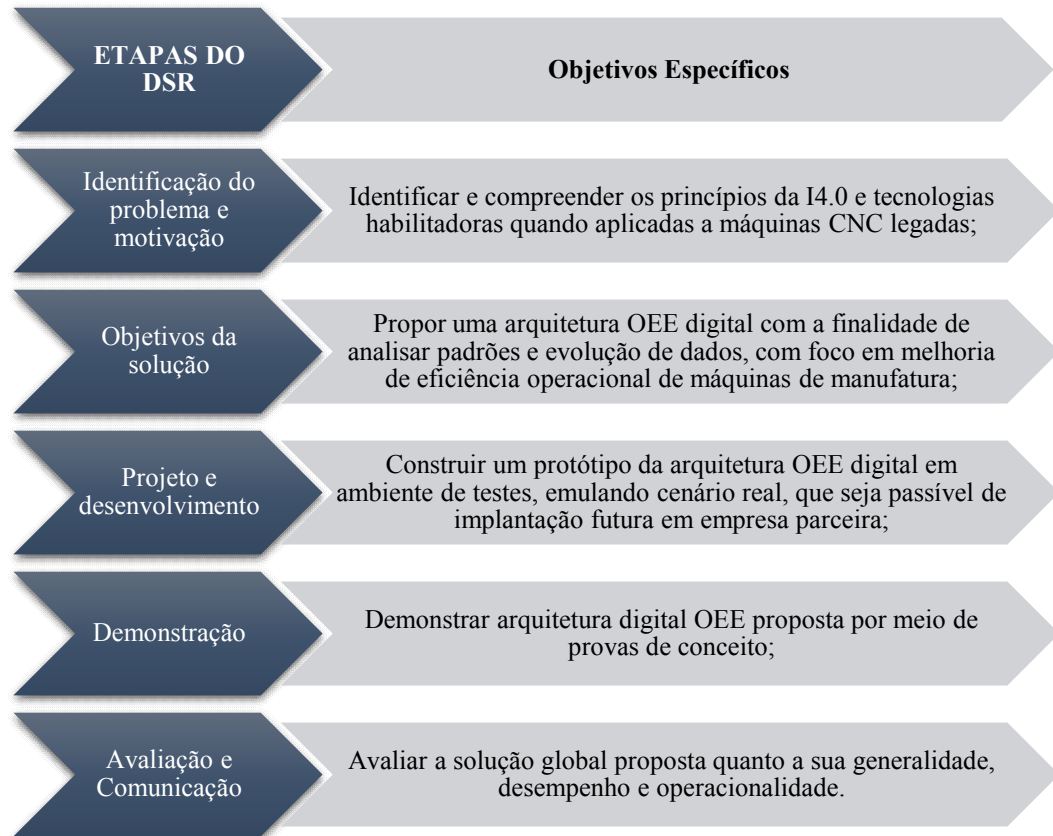 ETAPAS DO
DSR
Objetivos Específicos
Identificação do
problema e
motivação
Identificar e compreender os princípios da I4.0 e tecnologias
habilitadoras quando aplicadas a máquinas CNC legadas;
Objetivos da
solução
Propor uma arquitetura OEE digital com a finalidade de
analisar padrões e evolução de dados, com foco em melhoria
de eficiência operacional de máquinas de manufatura;
Projeto e
desenvolvimento
Construir um protótipo da arquitetura OEE digital em
ambiente de testes, emulando cenário real, que seja passível de
implantação futura em empresa parceira;
Demonstração
Demonstrar arquitetura digital OEE proposta por meio de
provas de conceito;
Avaliação e
Comunicação
Avaliar a solução global proposta quanto a sua generalidade,
desempenho e operacionalidade.